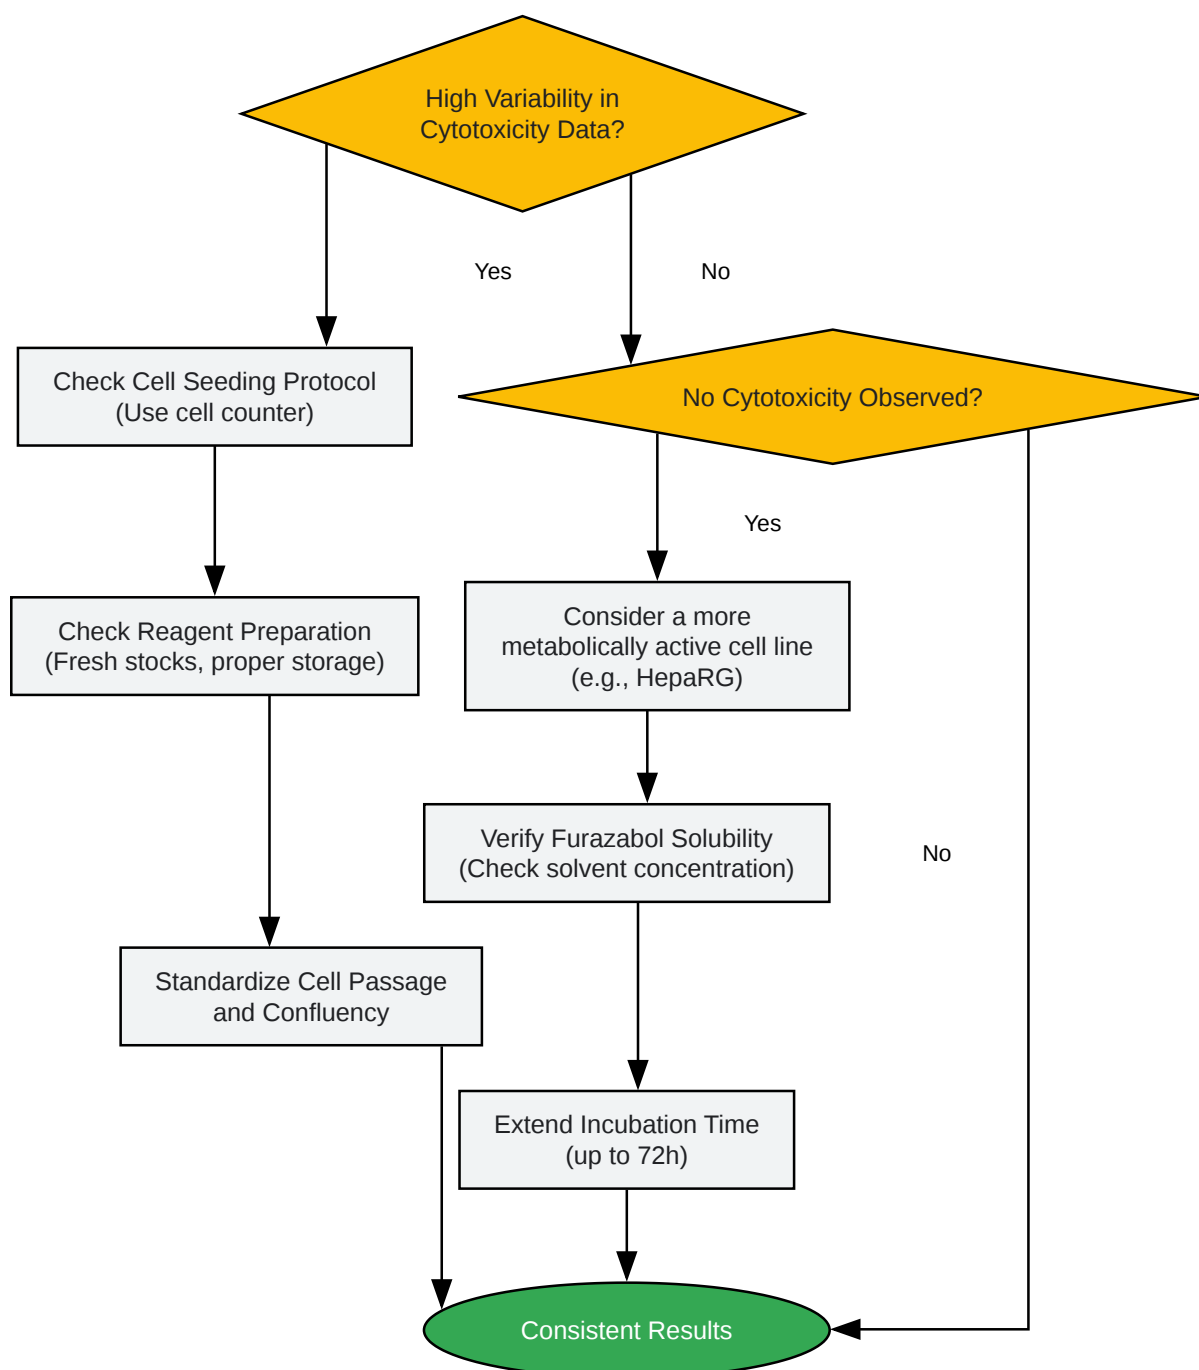 High Variability in
Cytotoxicity Data?
Yes
No
Check Cell Seeding Protocol
(Use cell counter)
No Cytotoxicity Observed?
Yes
Check Reagent Preparation
(Fresh stocks, proper storage)
Consider a more
metabolically active cell line
(e.g., HepaRG)
Verify Furazabol Solubility
(Check solvent concentration)
No
Standardize Cell Passage
and Confluency
Extend Incubation Time
(up to 72h)
Consistent Results